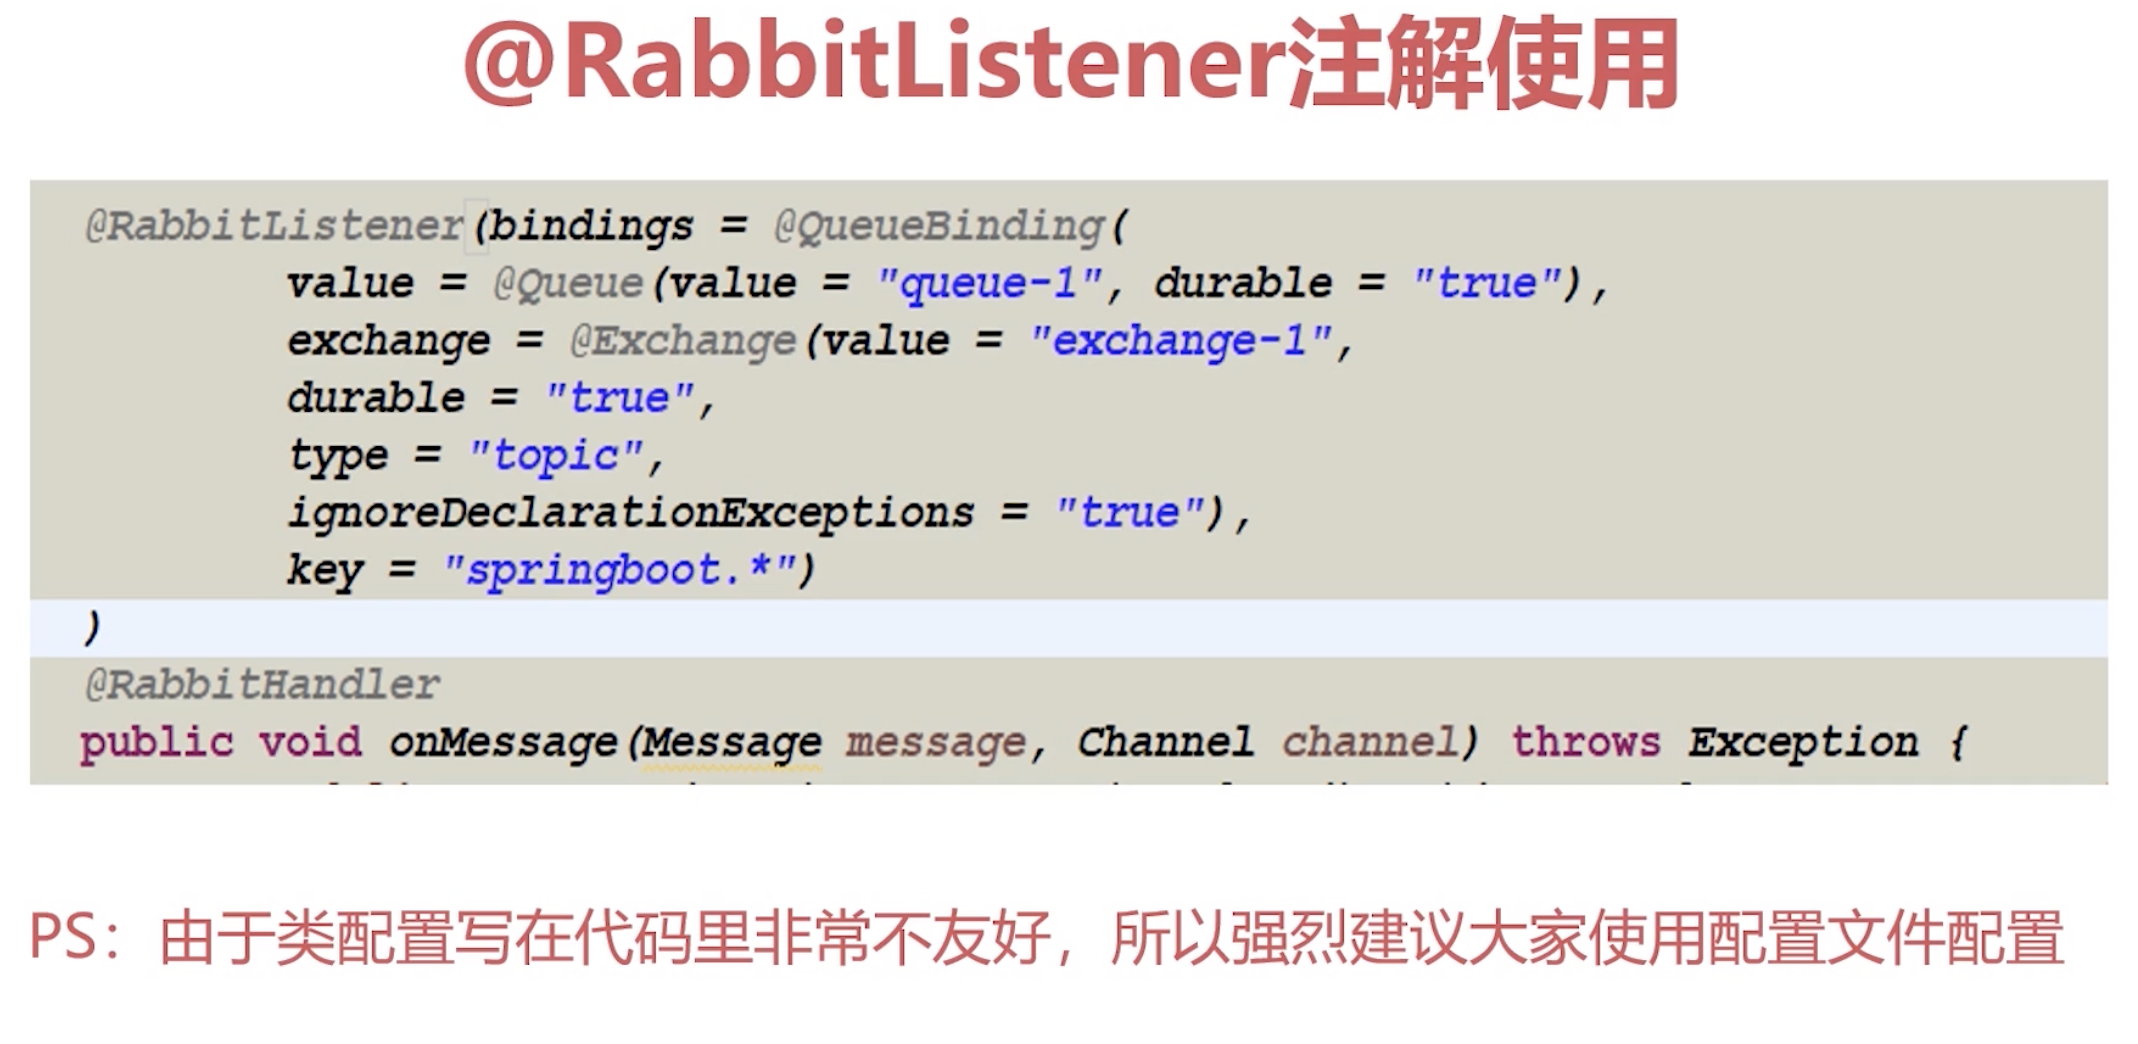 @RabbitListener注解使用
@RabbitListener(bindings = @QueueBinding(
value = @Queue(value = "queue-1", durable = "true"),
exchange = @Exchange(value = "exchange-1",
durable = "true",
type = "topic",
ignoreDeclarationExceptions = "true"),
key = "springboot.*")
)
@RabbitHandler
public void onMessage(Message message, Channel channel) throws Exception {
PS：由于类配置写在代码里非常不友好，所以强烈建议大家使用配置文件配置